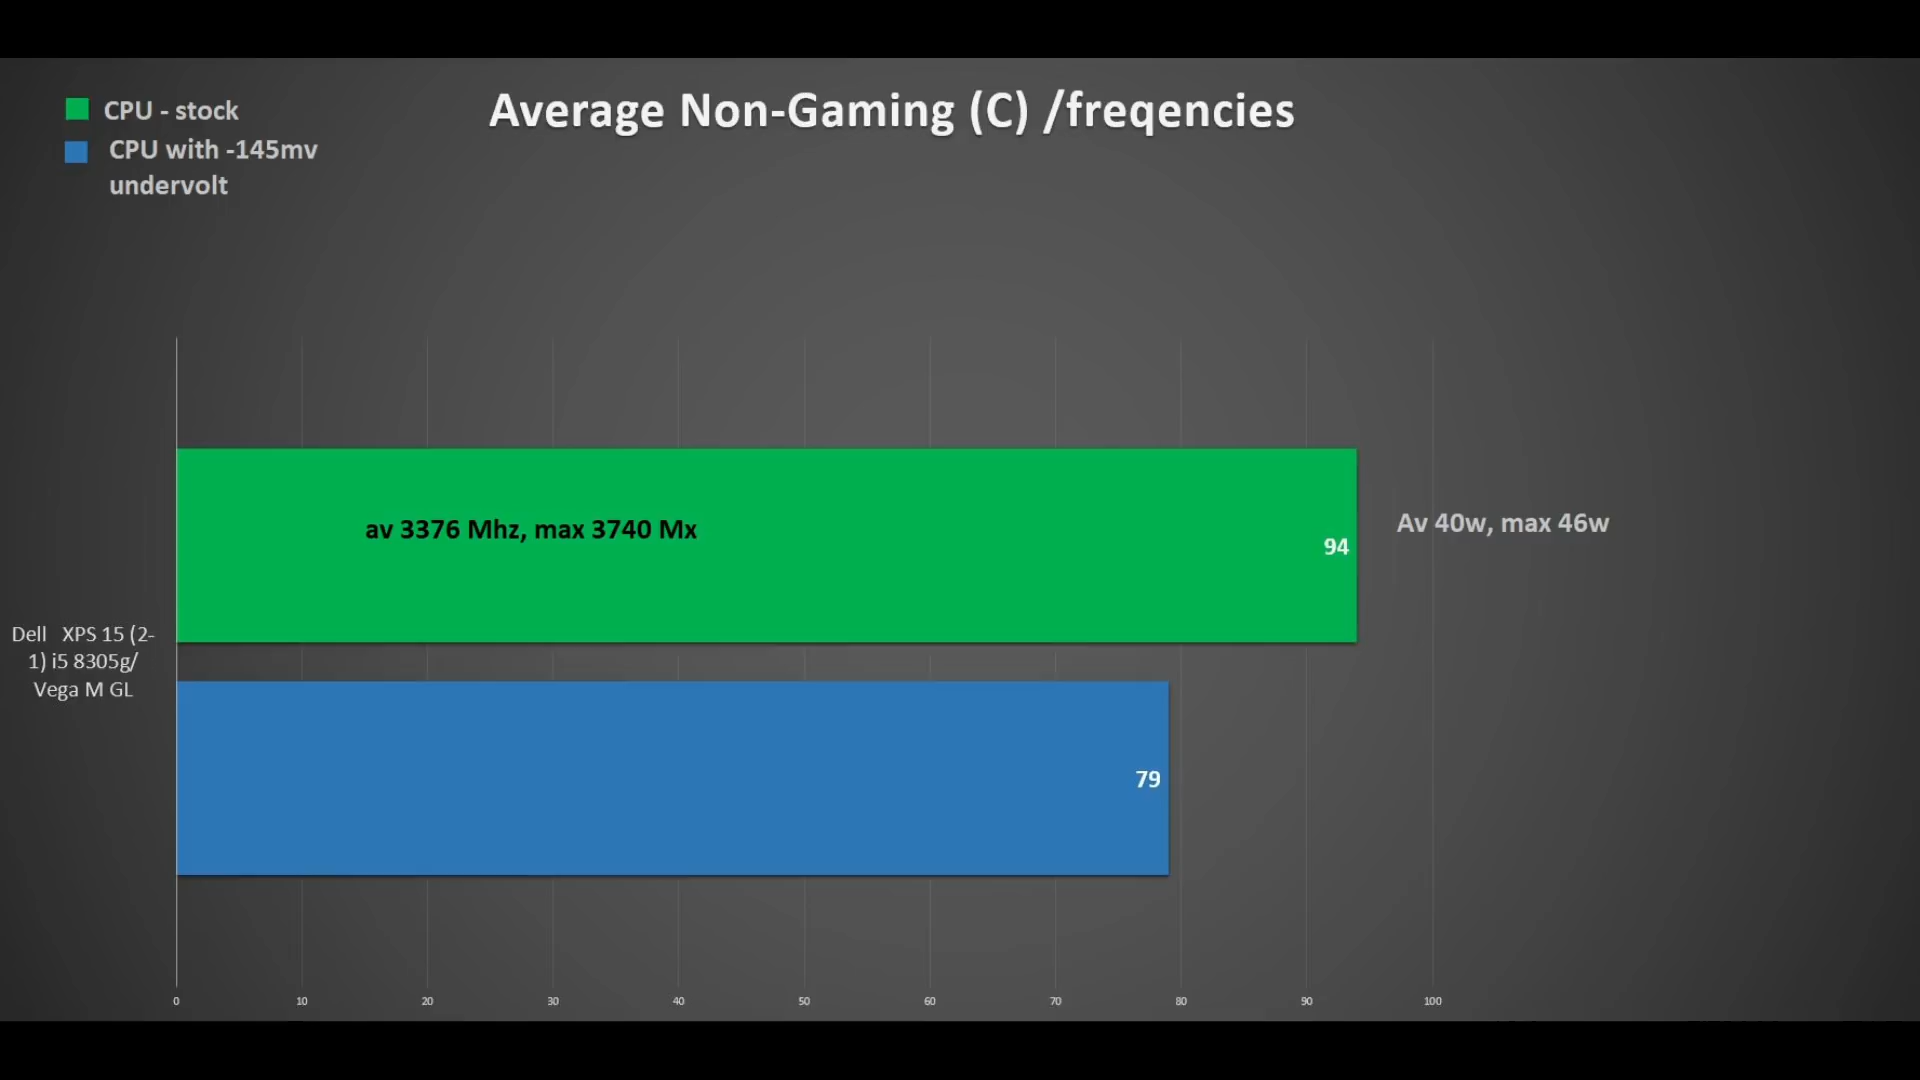 Average Non-Gaming (C) /freqencies
CPU - stock
CPU with -145mv
undervolt
av 3376 Mhz, max 3740 Mx
94
Av 40w, max 46w
Dell XPS 15 (2-
1) i5 8305g/
Vega M GL
79
0 10 20 30 40 50 60 70 80 90 100